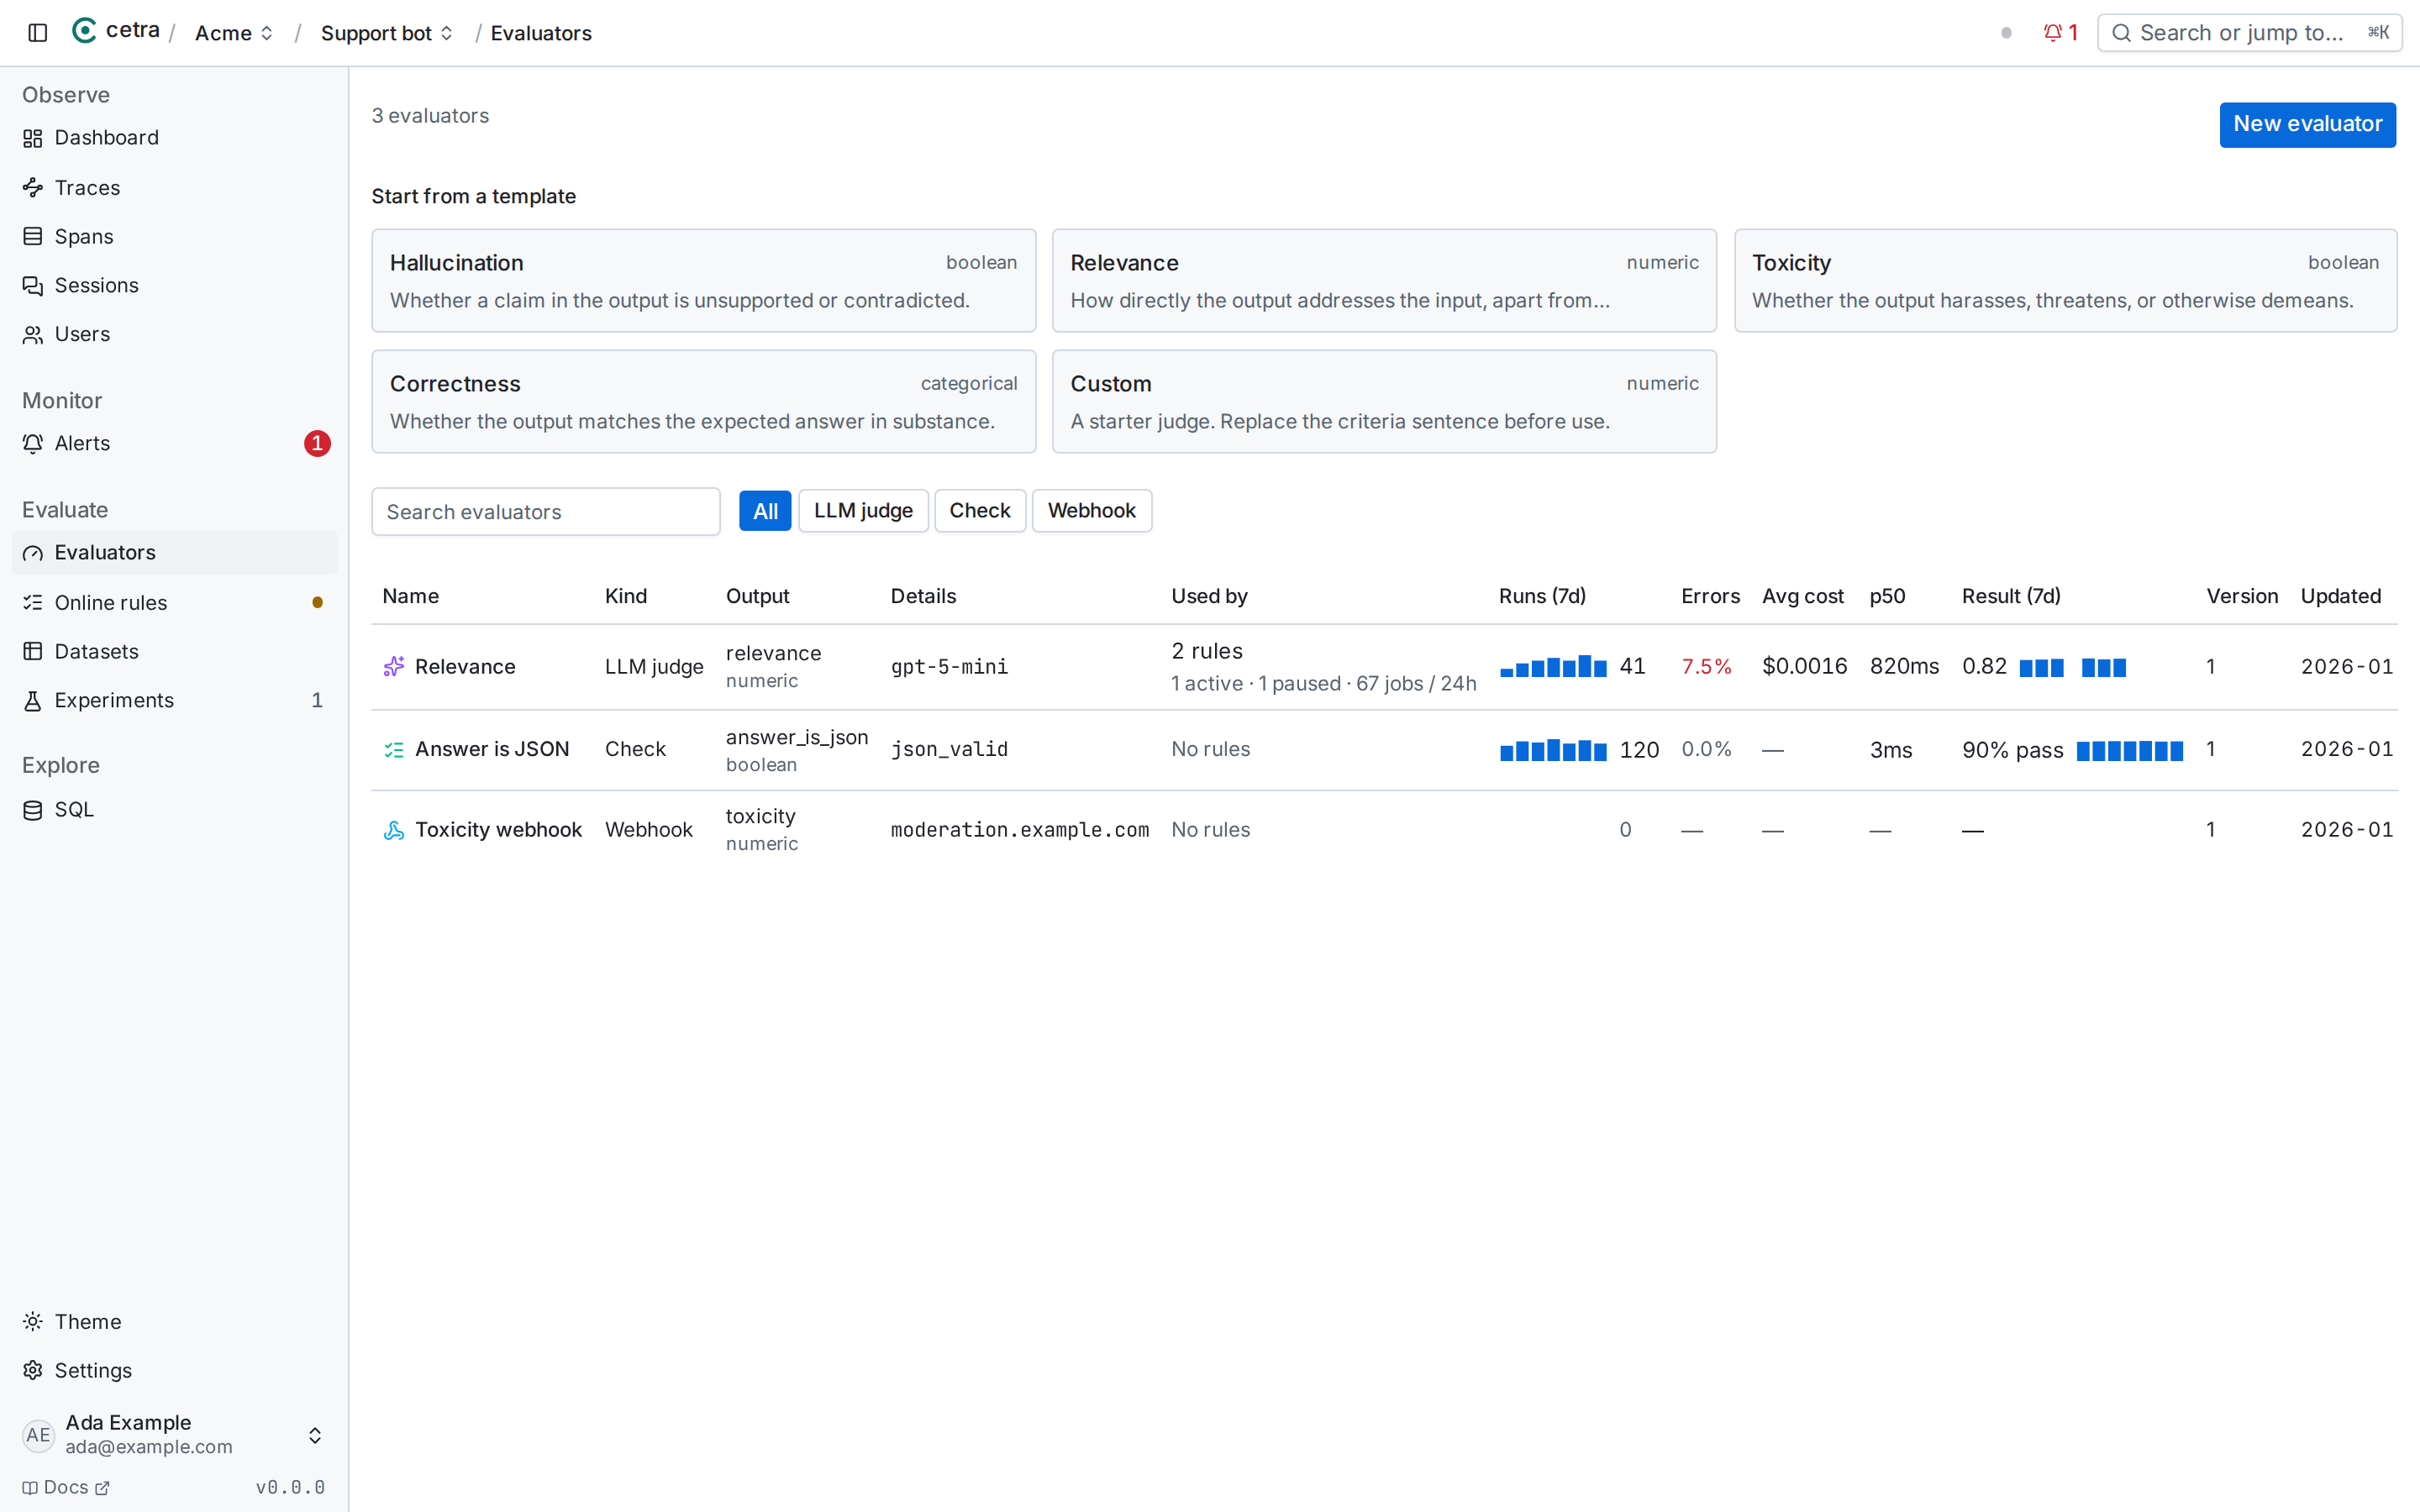 cetra / Acme / Support bot / Evaluators
1
Search or jump to... ⌘K
Observe
Dashboard
Traces
Spans
Sessions
Users
Monitor
Alerts 1
Evaluate
Evaluators
Online rules
Datasets
Experiments 1
Explore
SQL
Theme
Settings
AE
Ada Example
ada@example.com
Docs v0.0.0
3 evaluators
New evaluator
Start from a template
Hallucination boolean
Whether a claim in the output is unsupported or contradicted.
Relevance numeric
How directly the output addresses the input, apart from...
Toxicity boolean
Whether the output harasses, threatens, or otherwise demeans.
Correctness categorical
Whether the output matches the expected answer in substance.
Custom numeric
A starter judge. Replace the criteria sentence before use.
Search evaluators All LLM judge Check Webhook
Name Kind Output Details Used by Runs (7d) Errors Avg cost p50 Result (7d) Version Updated
Relevance LLM judge relevance gpt-5-mini 2 rules 41 7.5% $0.0016 820ms 0.82 1 2026-01
numeric 1 active · 1 paused · 67 jobs / 24h
Answer is JSON Check answer_is_json json_valid No rules 120 0.0% — 3ms 90% pass 1 2026-01
boolean
Toxicity webhook Webhook toxicity moderation.example.com No rules 0 — — — — 1 2026-01
numeric